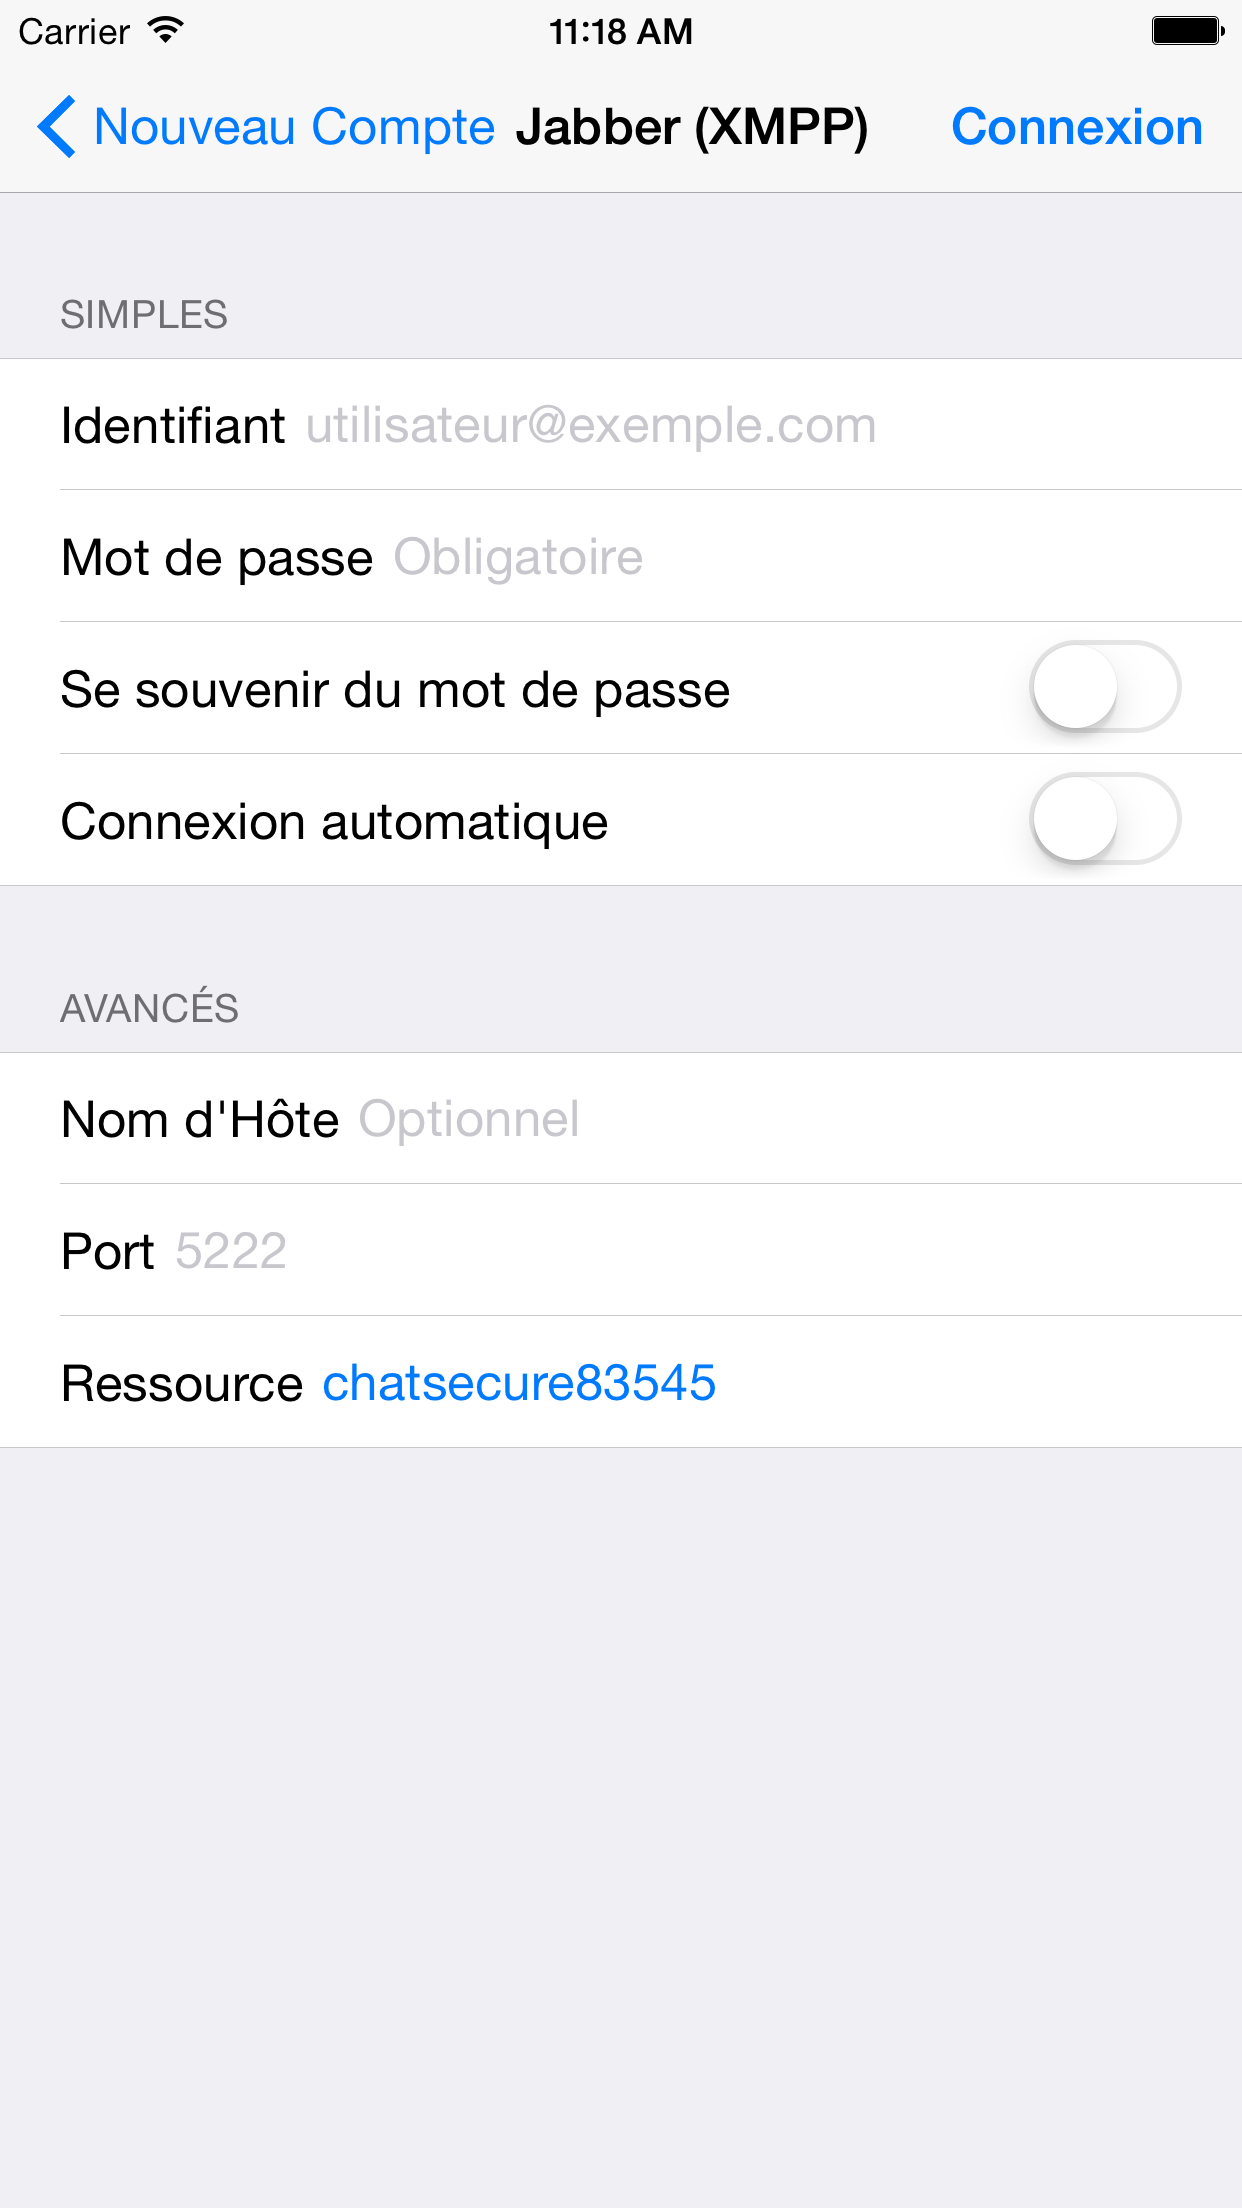 Carrier 11:18 AM
Nouveau Compte Jabber (XMPP) Connexion
SIMPLES
Identifiant utilisateur@exemple.com
Mot de passe Obligatoire
Se souvenir du mot de passe
Connexion automatique
AVANCÉS
Nom d'Hôte Optionnel
Port 5222
Ressource chatsecure83545